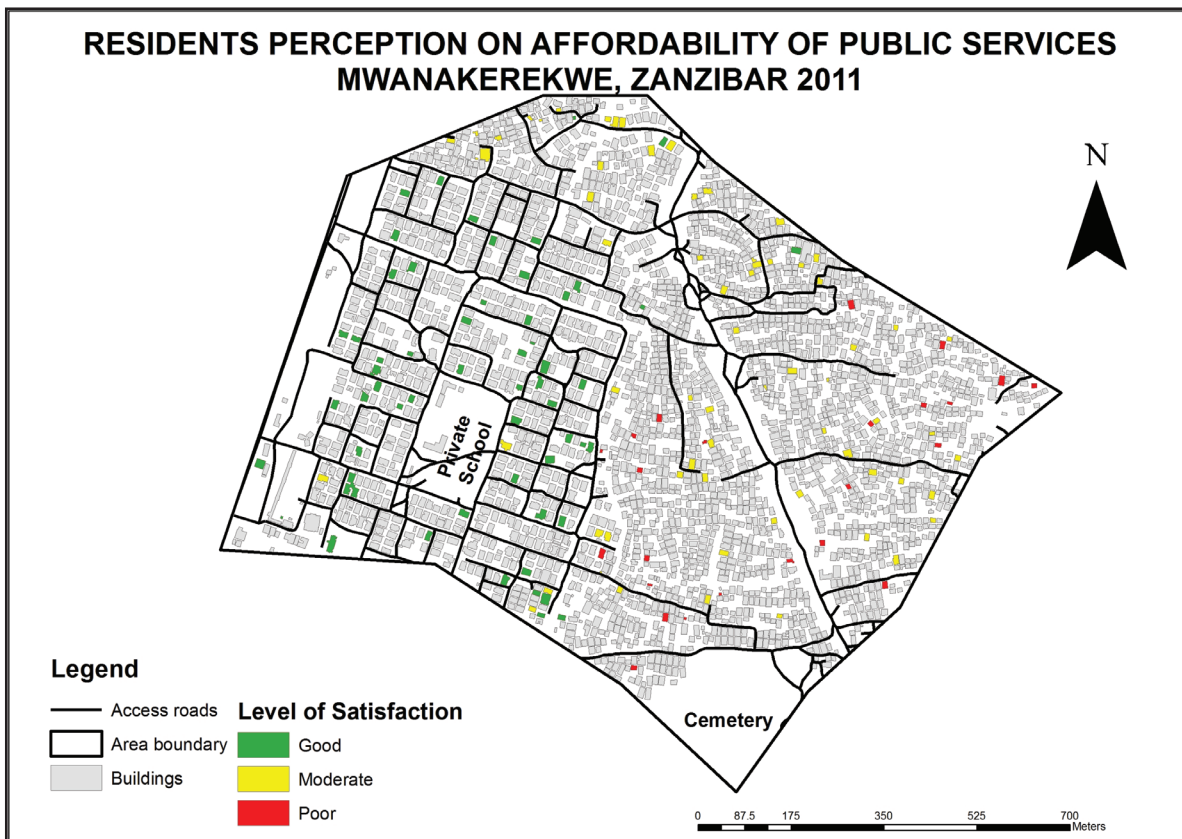 RESIDENTS PERCEPTION ON AFFORDABILITY OF PUBLIC SERVICES
MWANAKEREKWE, ZANZIBAR 2011
N
Private
School
Cemetery
Legend
Access roads
Area boundary
Buildings
Level of Satisfaction
Good
Moderate
Poor
0 87.5 175 350 525 700
Meters